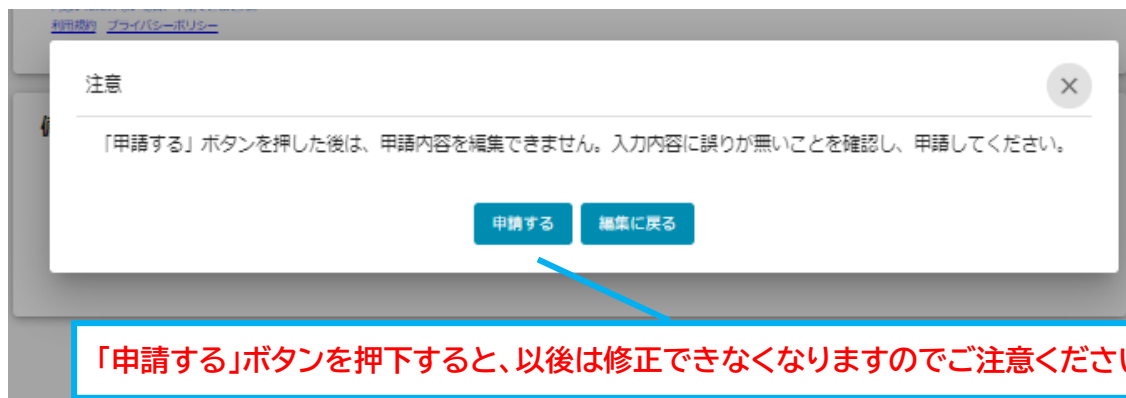 利用規約 プライバシーポリシー
注意
「申請する」ボタンを押した後は、申請内容を編集できません。入力内容に誤りが無いことを確認し、申請してください。
申請する 編集に戻る
「申請する」ボタンを押下すると、以後は修正できなくなりますのでご注意くださ